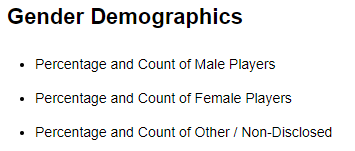 Gender Demographics
Percentage and Count of Male Players
Percentage and Count of Female Players
Percentage and Count of Other / Non-Disclosed